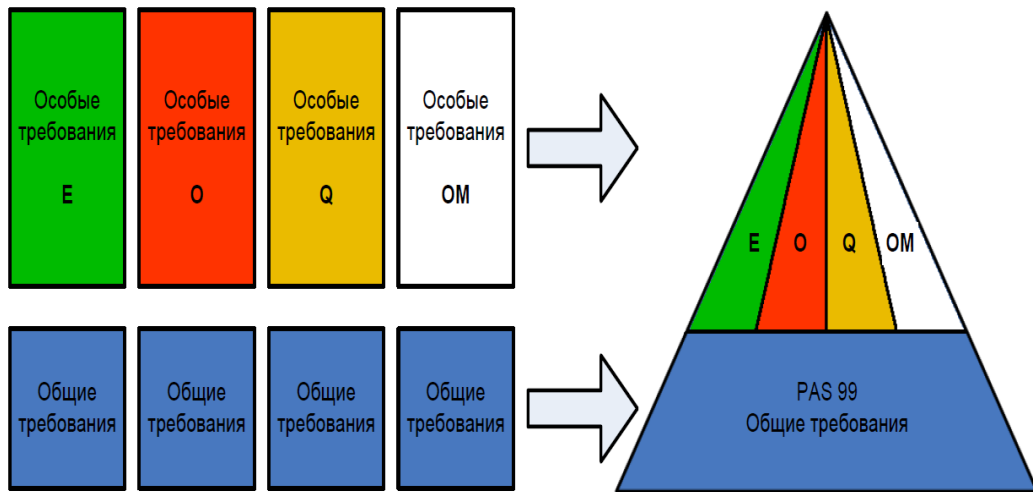 Особые
требования
E
Особые
требования
O
Особые
требования
Q
Особые
требования
OM
E
O
Q
OM
Общие
требования
Общие
требования
Общие
требования
Общие
требования
PAS 99
Общие требования